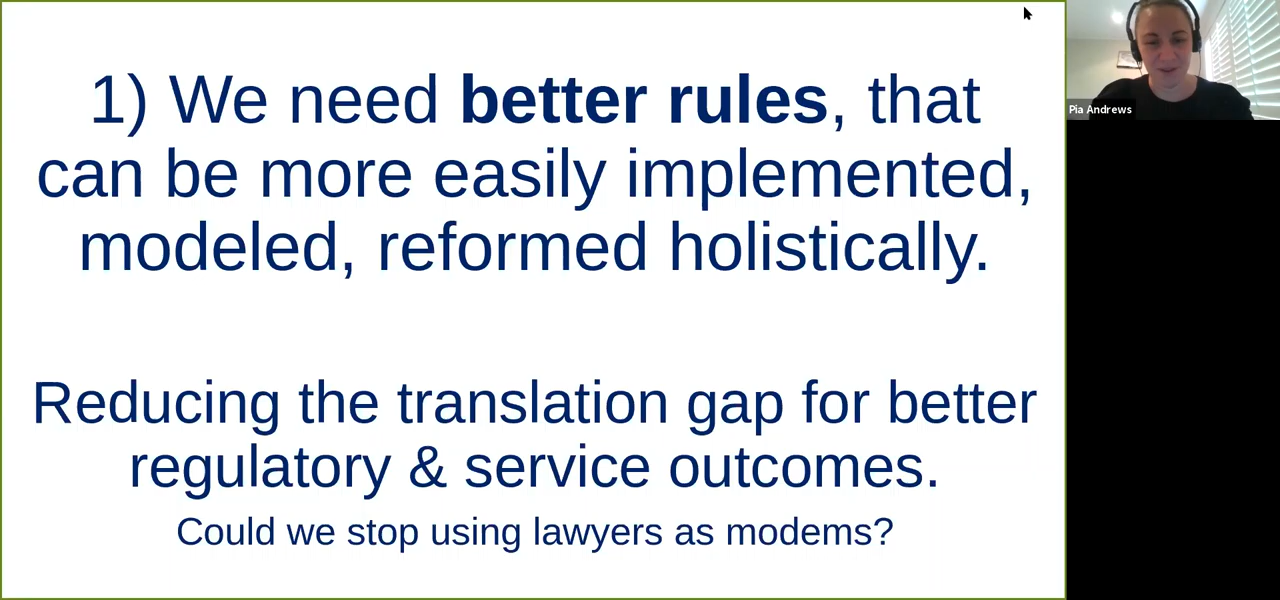 1) We need better rules, that
can be more easily implemented,
modeled, reformed holistically.
Reducing the translation gap for better
regulatory & service outcomes.
Could we stop using lawyers as modems?
Pia Andrews